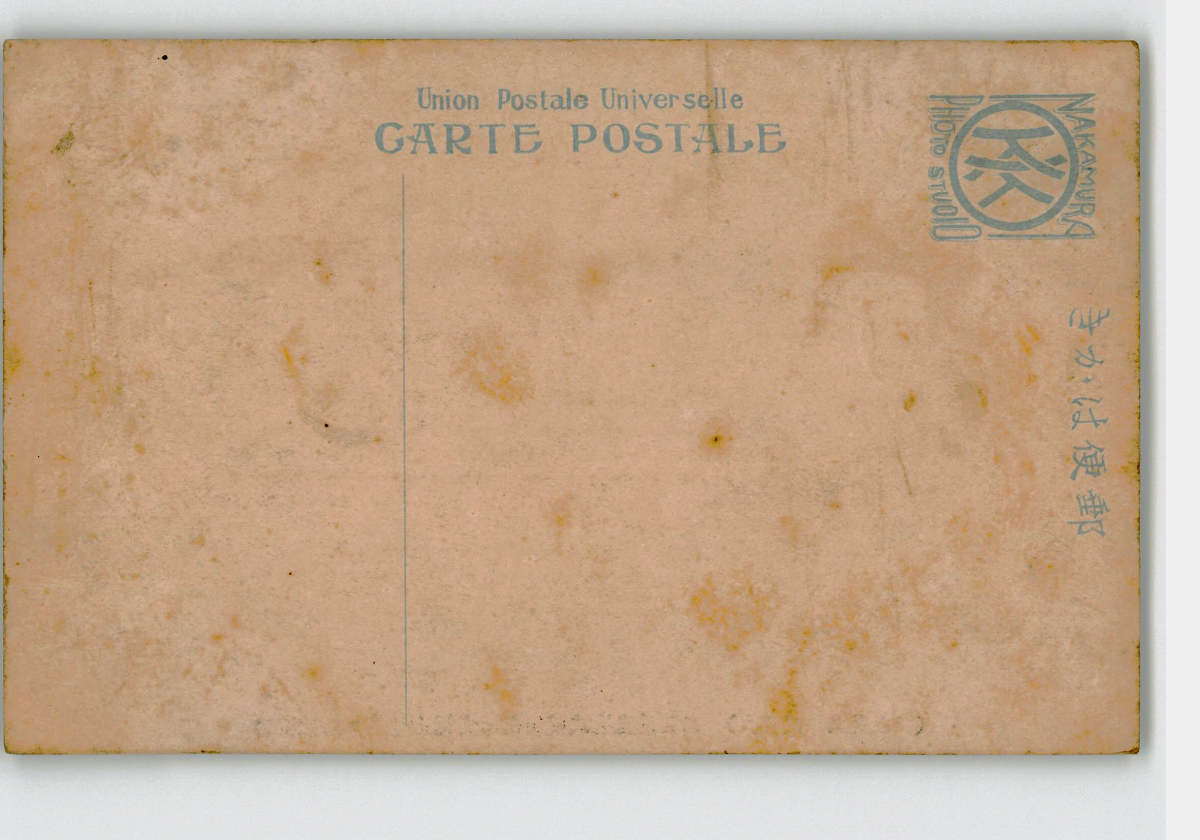 Union Postale Universelle
CARTE POSTALE
NAKAMURA
PHOTO STUDIO
郵便はがき